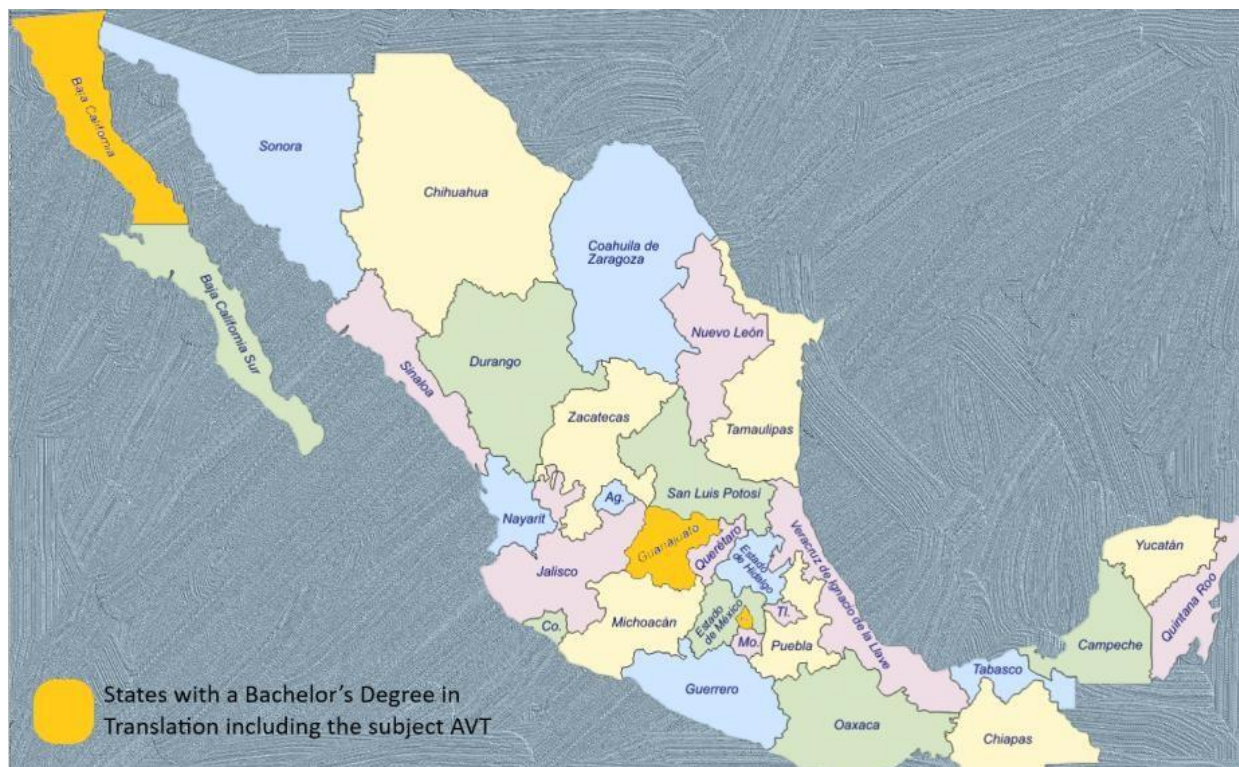 Baja California
Sonora
Chihuahua
Coahuila de
Zaragoza
Baja California Sur
Sinaloa
Durango
Nuevo León
Zacatecas
Tamaulipas
Nayarit
Ag.
San Luis Potosí
Guanajuato
Querétaro
Estado
de Hidalgo
Veracruz de Ignacio de la Llave
Jalisco
Co.
Michoacán
Estado
de México
Tl.
Mo.
Puebla
Guerrero
Oaxaca
Tabasco
Chiapas
Campeche
Yucatán
Quintana Roo
States with a Bachelor’s Degree in
Translation including the subject AVT